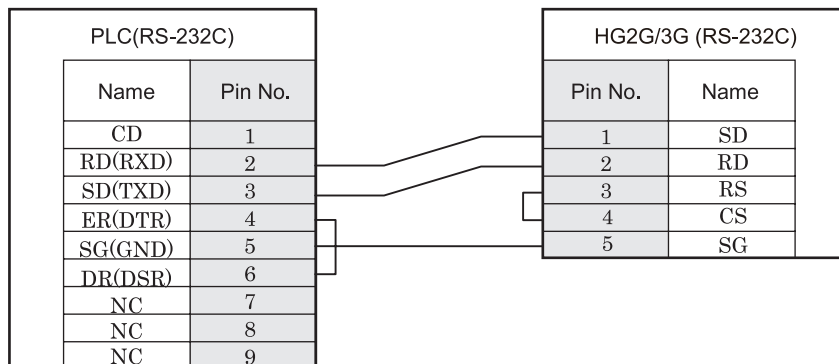 PLC(RS-232C)
Name Pin No.
CD 1
RD(RXD) 2
SD(TXD) 3
ER(DTR) 4
SG(GND) 5
DR(DSR) 6
NC 7
NC 8
NC 9
HG2G/3G (RS-232C)
Pin No. Name
1 SD
2 RD
3 RS
4 CS
5 SG